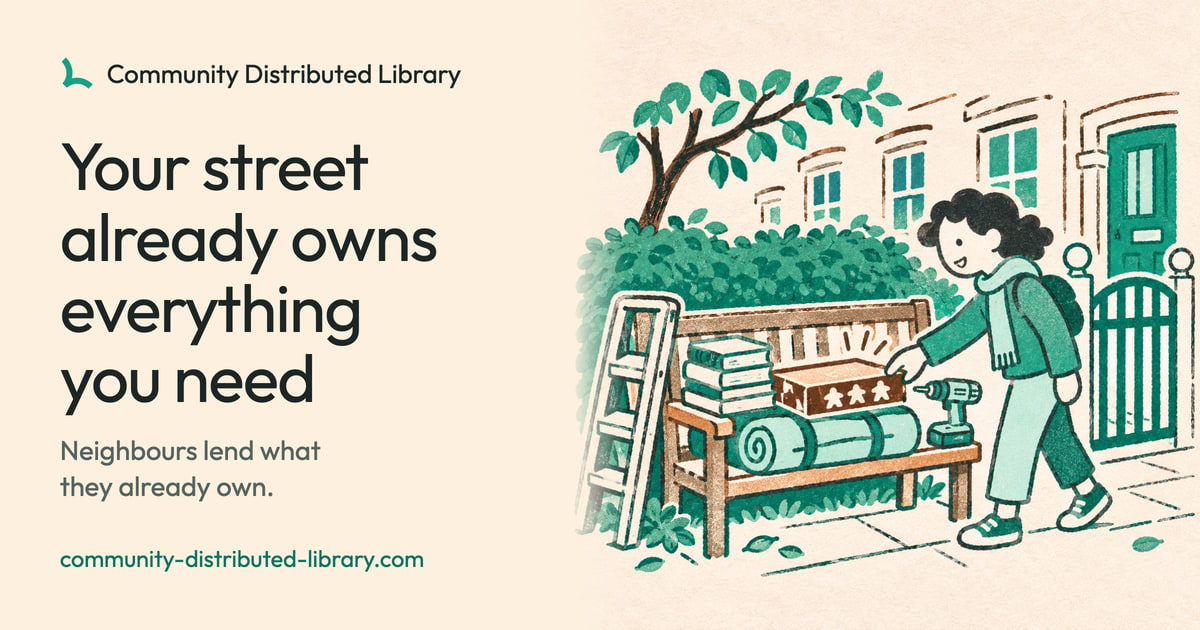 Community Distributed Library
Your street
already owns
everything
you need
Neighbours lend what
they already own.
community-distributed-library.com